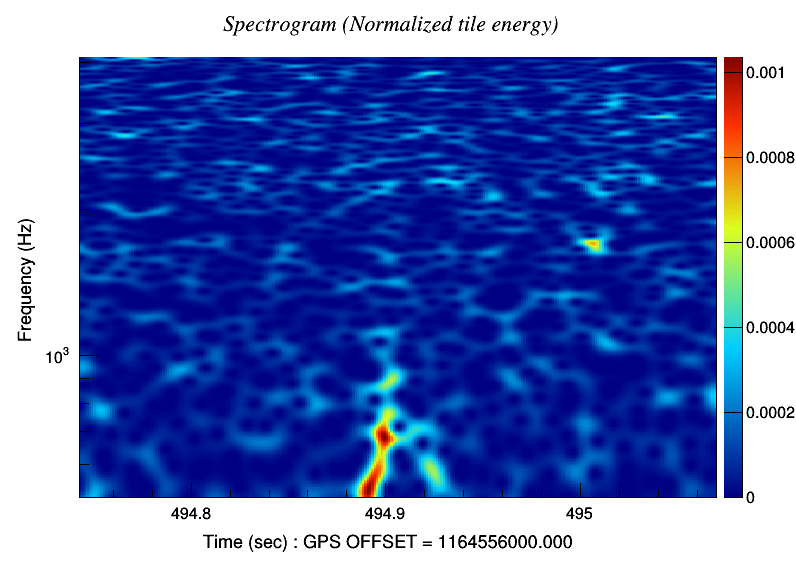 Spectrogram (Normalized tile energy)
0.001
0.0008
0.0006
0.0004
0.0002
0
Frequency (Hz)
10³
494.8 494.9 495
Time (sec) : GPS OFFSET = 1164556000.000